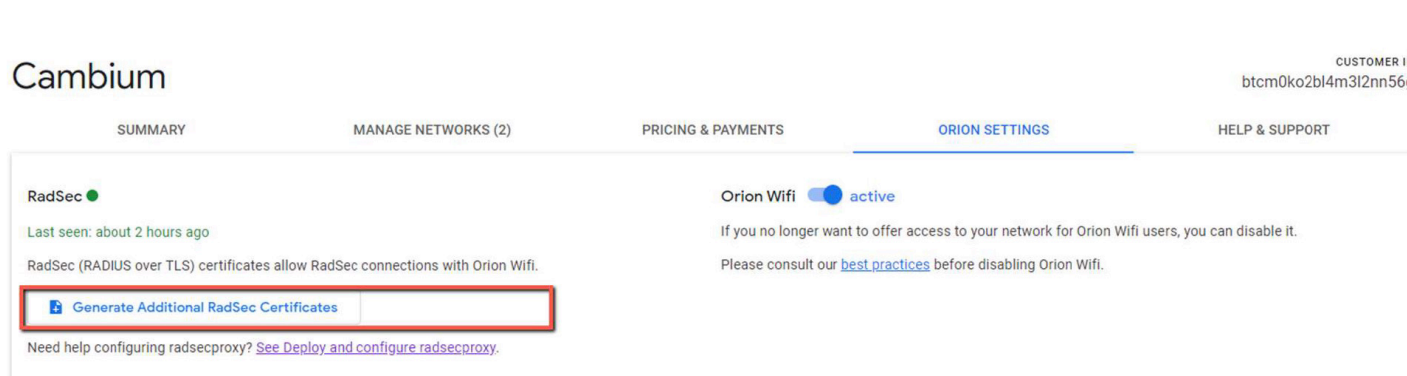 CUSTOMER I
Cambium
btcm0ko2bl4m3l2nn56
SUMMARY
MANAGE NETWORKS (2)
PRICING & PAYMENTS
ORION SETTINGS
HELP & SUPPORT
RadSec
Last seen: about 2 hours ago
RadSec (RADIUS over TLS) certificates allow RadSec connections with Orion Wifi.
Generate Additional RadSec Certificates
Need help configuring radsecproxy? See Deploy and configure radsecproxy.
Orion Wifi active
If you no longer want to offer access to your network for Orion Wifi users, you can disable it.
Please consult our best practices before disabling Orion Wifi.